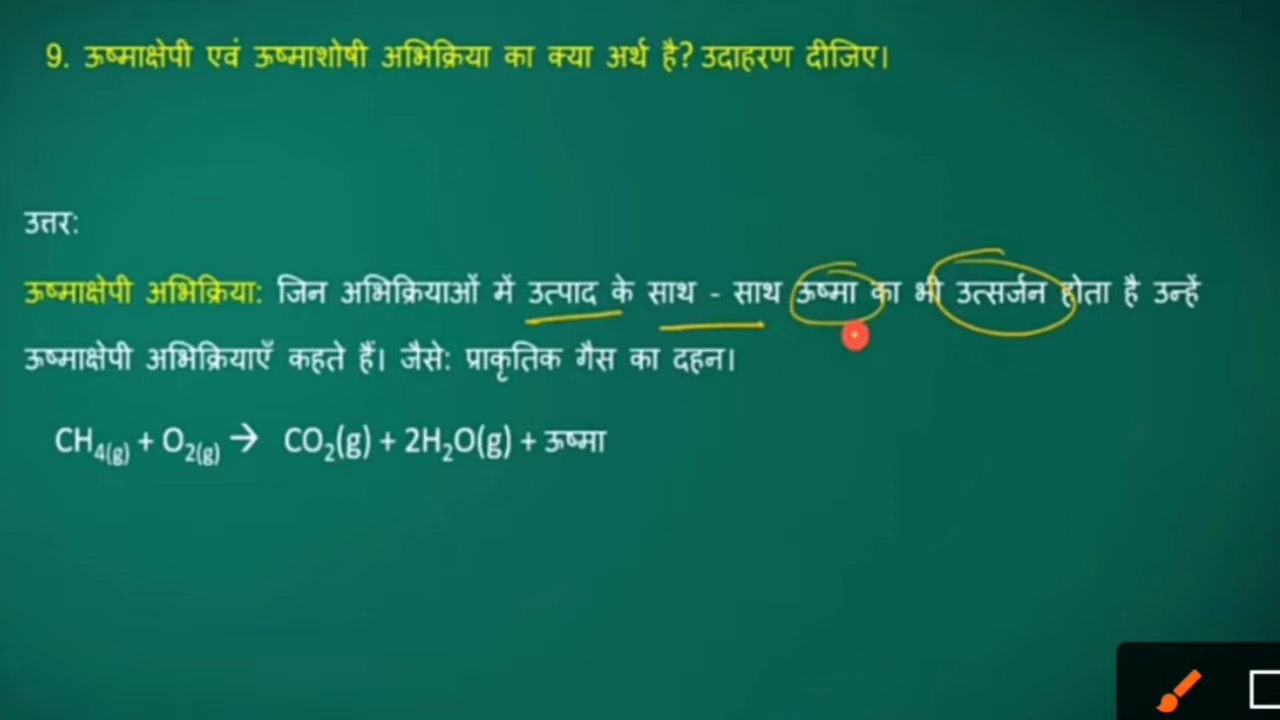 9. ऊष्माक्षेपी एवं ऊष्माशोषी अभिक्रिया का क्या अर्थ है? उदाहरण दीजिए।
उत्तर:
ऊष्माक्षेपी अभिक्रिया: जिन अभिक्रियाओं में उत्पाद के साथ - साथ ऊष्मा का भी उत्सर्जन होता है उन्हें
ऊष्माक्षेपी अभिक्रियाएँ कहते हैं। जैसे: प्राकृतिक गैस का दहन।
CH₄₍g₎ + O₂₍g₎ → CO₂(g) + 2H₂O(g) + ऊष्मा